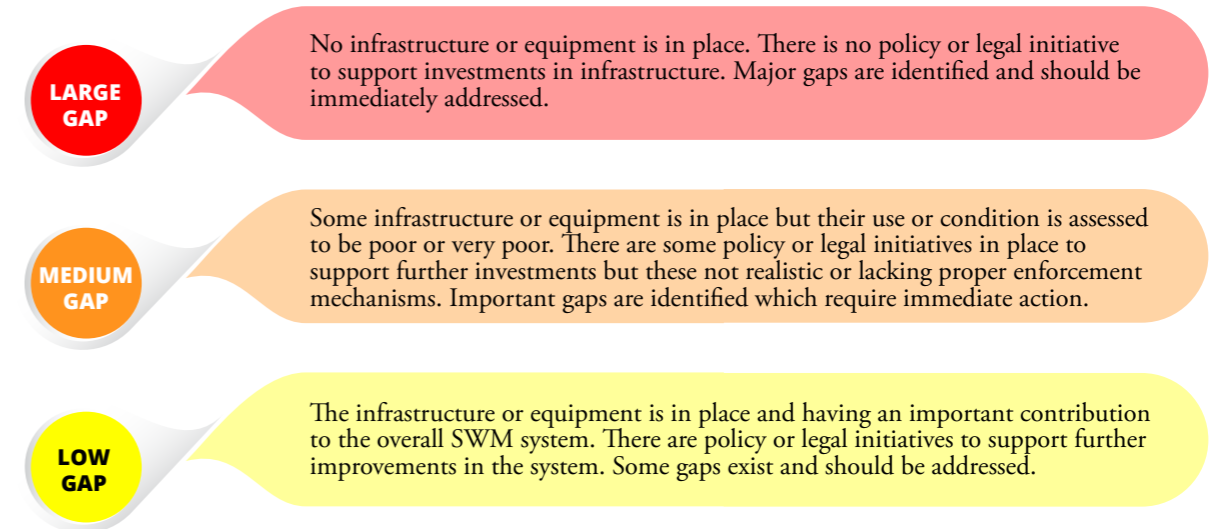 LARGE
GAP
No infrastructure or equipment is in place. There is no policy or legal initiative
to support investments in infrastructure. Major gaps are identified and should be
immediately addressed.
MEDIUM
GAP
Some infrastructure or equipment is in place but their use or condition is assessed
to be poor or very poor. There are some policy or legal initiatives in place to
support further investments but these not realistic or lacking proper enforcement
mechanisms. Important gaps are identified which require immediate action.
LOW
GAP
The infrastructure or equipment is in place and having an important contribution
to the overall SWM system. There are policy or legal initiatives to support further
improvements in the system. Some gaps exist and should be addressed.